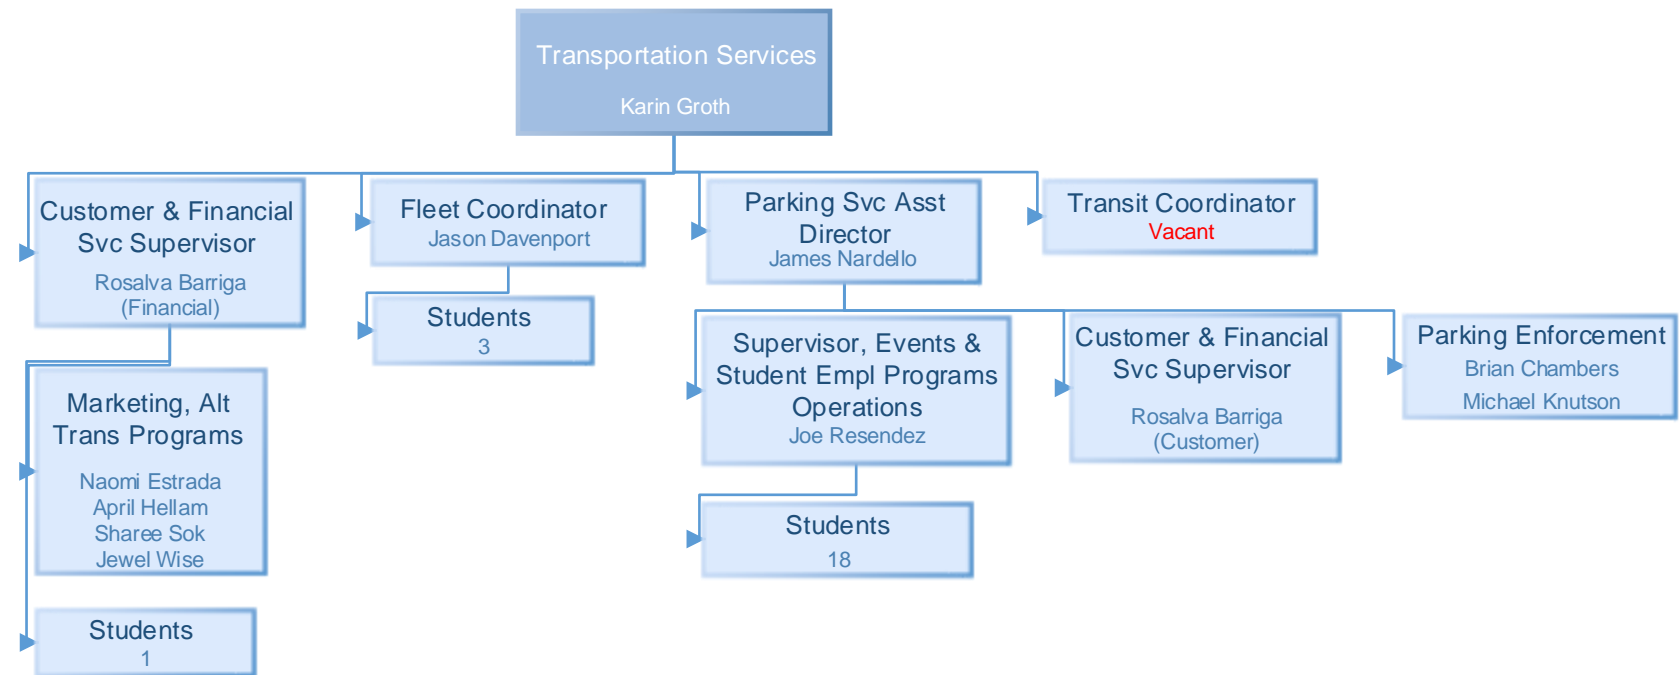 Transportation Services
Karin Groth
Customer & Financial
Svc Supervisor
Rosalva Barriga
(Financial)
Fleet Coordinator
Jason Davenport
Parking Svc Asst
Director
James Nardello
Transit Coordinator
Vacant
Marketing, Alt
Trans Programs
Naomi Estrada
April Hellam
Sharee Sok
Jewel Wise
Students
1
Students
3
Supervisor, Events &
Student Empl Programs
Operations
Joe Resendez
Students
18
Customer & Financial
Svc Supervisor
Rosalva Barriga
(Customer)
Parking Enforcement
Brian Chambers
Michael Knutson